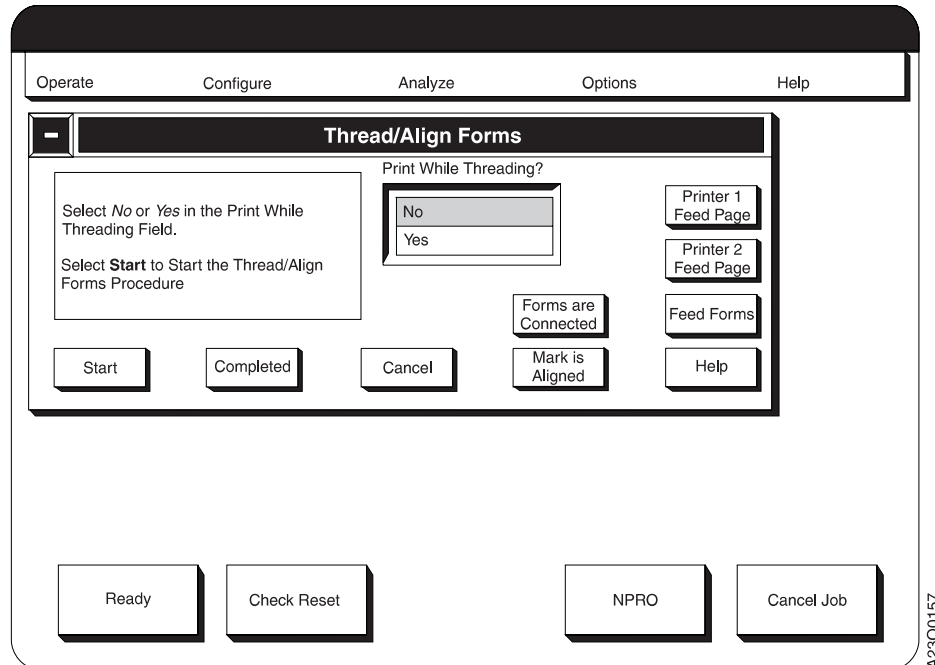 Operate Configure Analyze Options Help
Thread/Align Forms
Select No or Yes in the Print While
Threading Field.
Select Start to Start the Thread/Align
Forms Procedure
Print While Threading?
No
Yes
Printer 1
Feed Page
Printer 2
Feed Page
Forms are
Connected
Feed Forms
Start
Completed
Cancel
Mark is
Aligned
Help
Ready
Check Reset
NPRO
Cancel Job
A23O0157